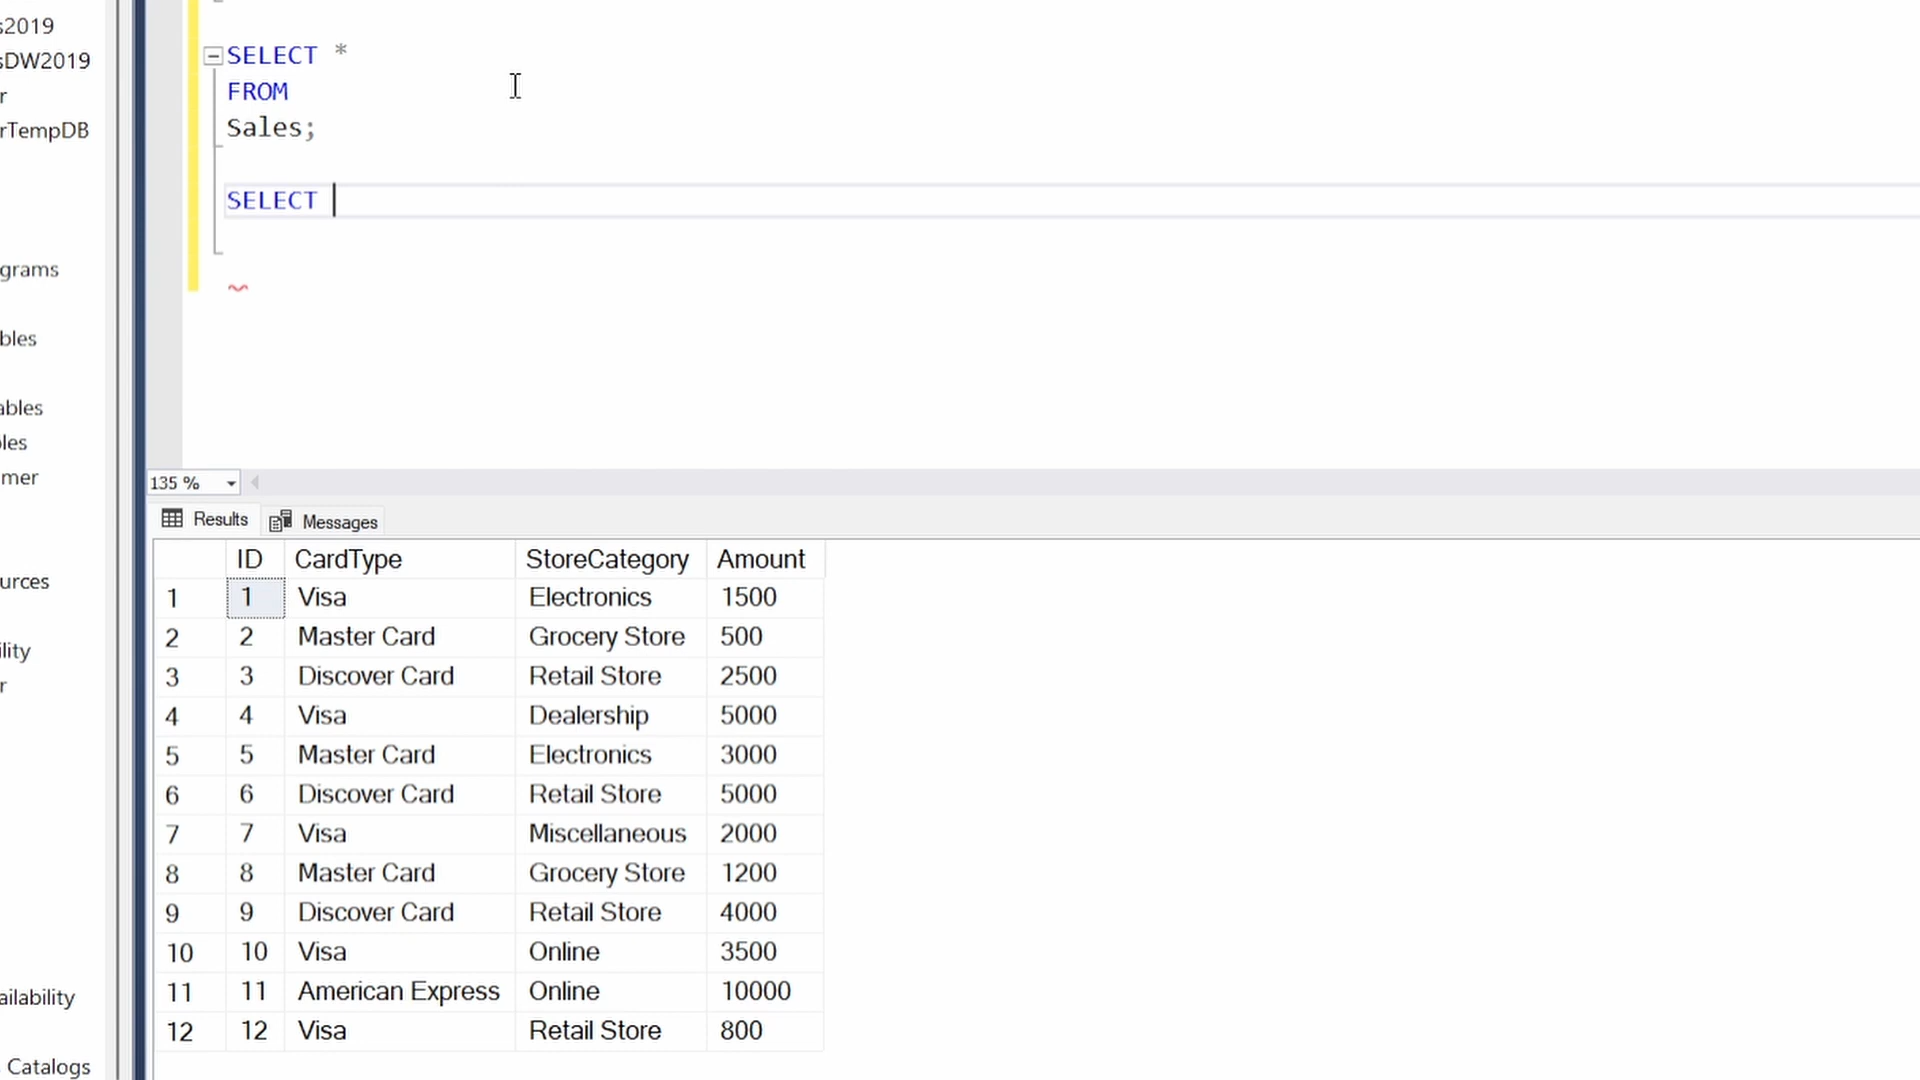 s2019
sDW2019
r
rTempDB
grams
bles
ables
les
mer
urces
ility
r
ailability
Catalogs
SELECT *
FROM
Sales;
SELECT
135 %
Results Messages
ID CardType StoreCategory Amount
1 1 Visa Electronics 1500
2 2 Master Card Grocery Store 500
3 3 Discover Card Retail Store 2500
4 4 Visa Dealership 5000
5 5 Master Card Electronics 3000
6 6 Discover Card Retail Store 5000
7 7 Visa Miscellaneous 2000
8 8 Master Card Grocery Store 1200
9 9 Discover Card Retail Store 4000
10 10 Visa Online 3500
11 11 American Express Online 10000
12 12 Visa Retail Store 800